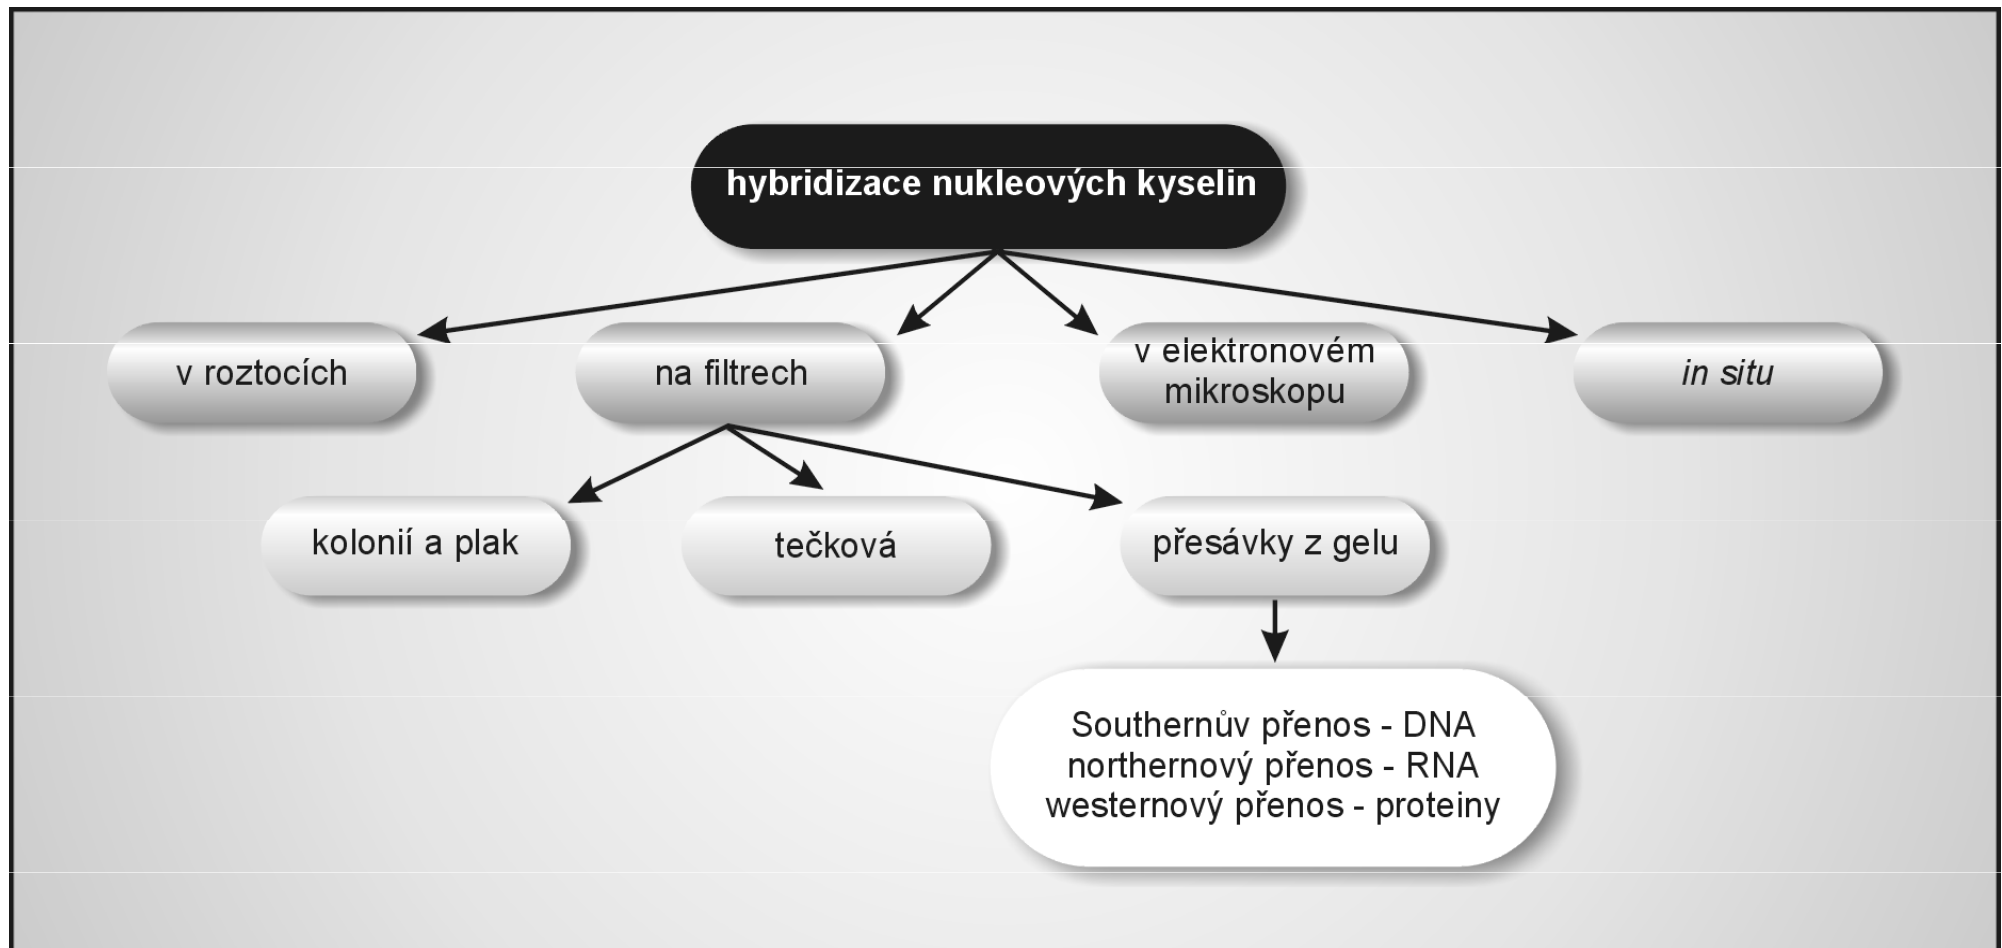 hybridizace nukleových kyselin
v roztocích
na filtrech
v elektronovém
mikroskopu
in situ
kolonií a plak
tečková
přesávky z gelu
Southernův přenos - DNA
northernový přenos - RNA
westernový přenos - proteiny